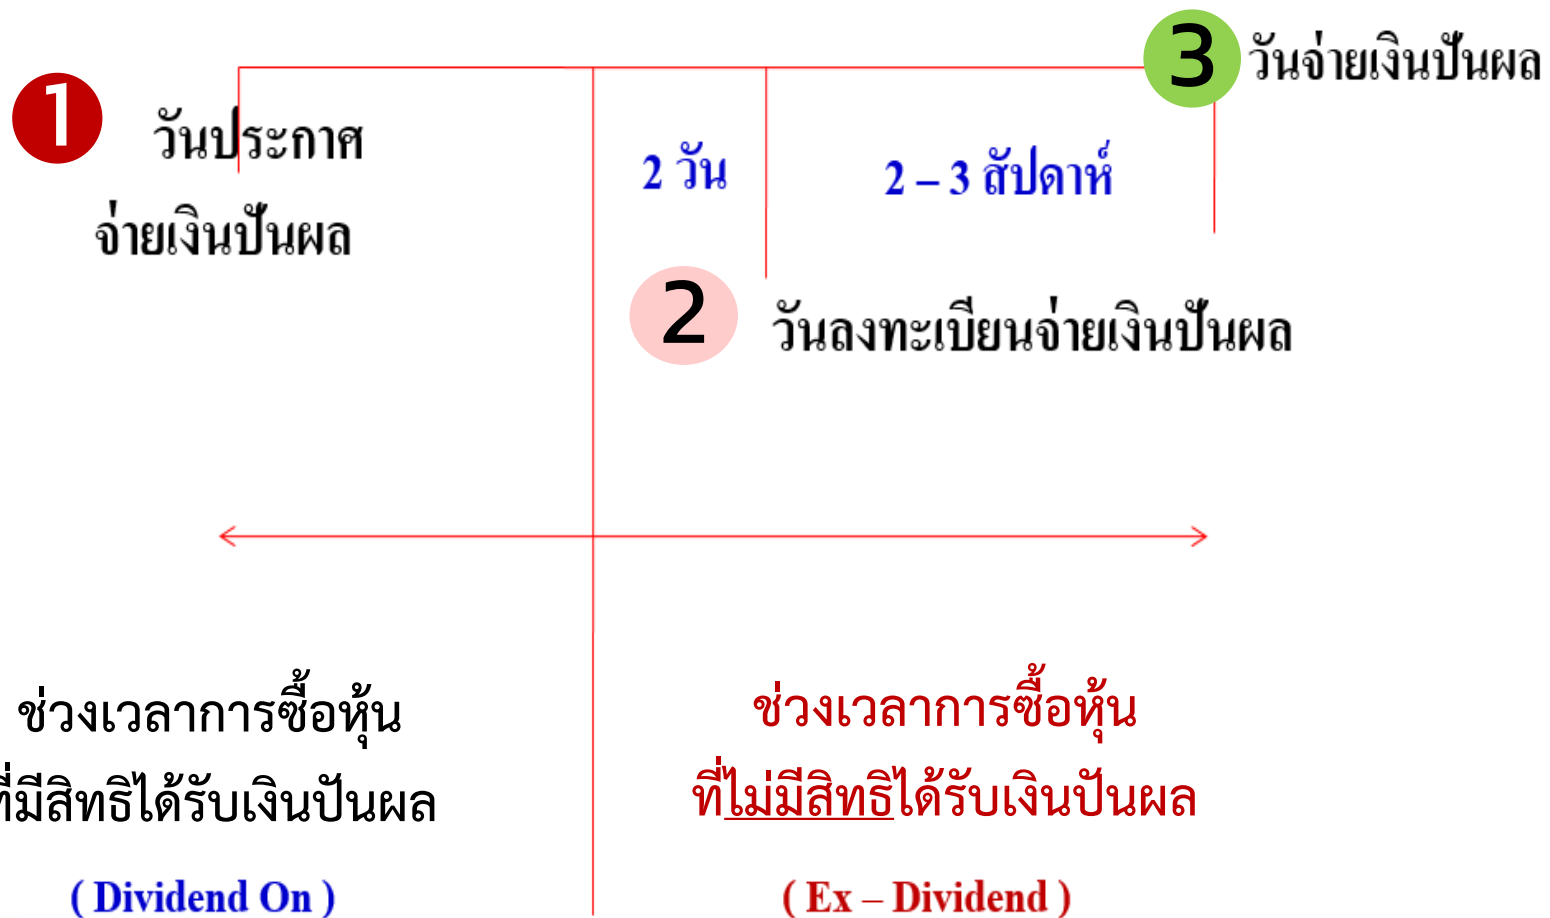 1
วันประกาศ
จ่ายเงินปันผล
2 วัน
2 – 3 สัปดาห์
3 วันจ่ายเงินปันผล
2 วันลงทะเบียนจ่ายเงินปันผล
ช่วงเวลาการซื้อหุ้น
ที่มีสิทธิได้รับเงินปันผล
( Dividend On )
ช่วงเวลาการซื้อหุ้น
ที่ไม่มีสิทธิได้รับเงินปันผล
( Ex – Dividend )